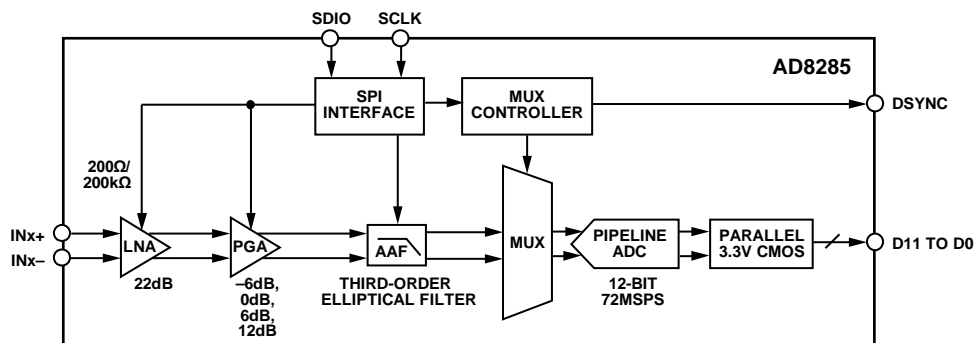 SDIO
SCLK
AD8285
SPI
INTERFACE
MUX
CONTROLLER
DSYNC
200Ω/
200kΩ
INx+
INx–
LNA
PGA
AAF
MUX
PIPELINE
ADC
PARALLEL
3.3V CMOS
D11 TO D0
22dB
–6dB,
0dB,
6dB,
12dB
THIRD-ORDER
ELLIPTICAL FILTER
12-BIT
72MSPS